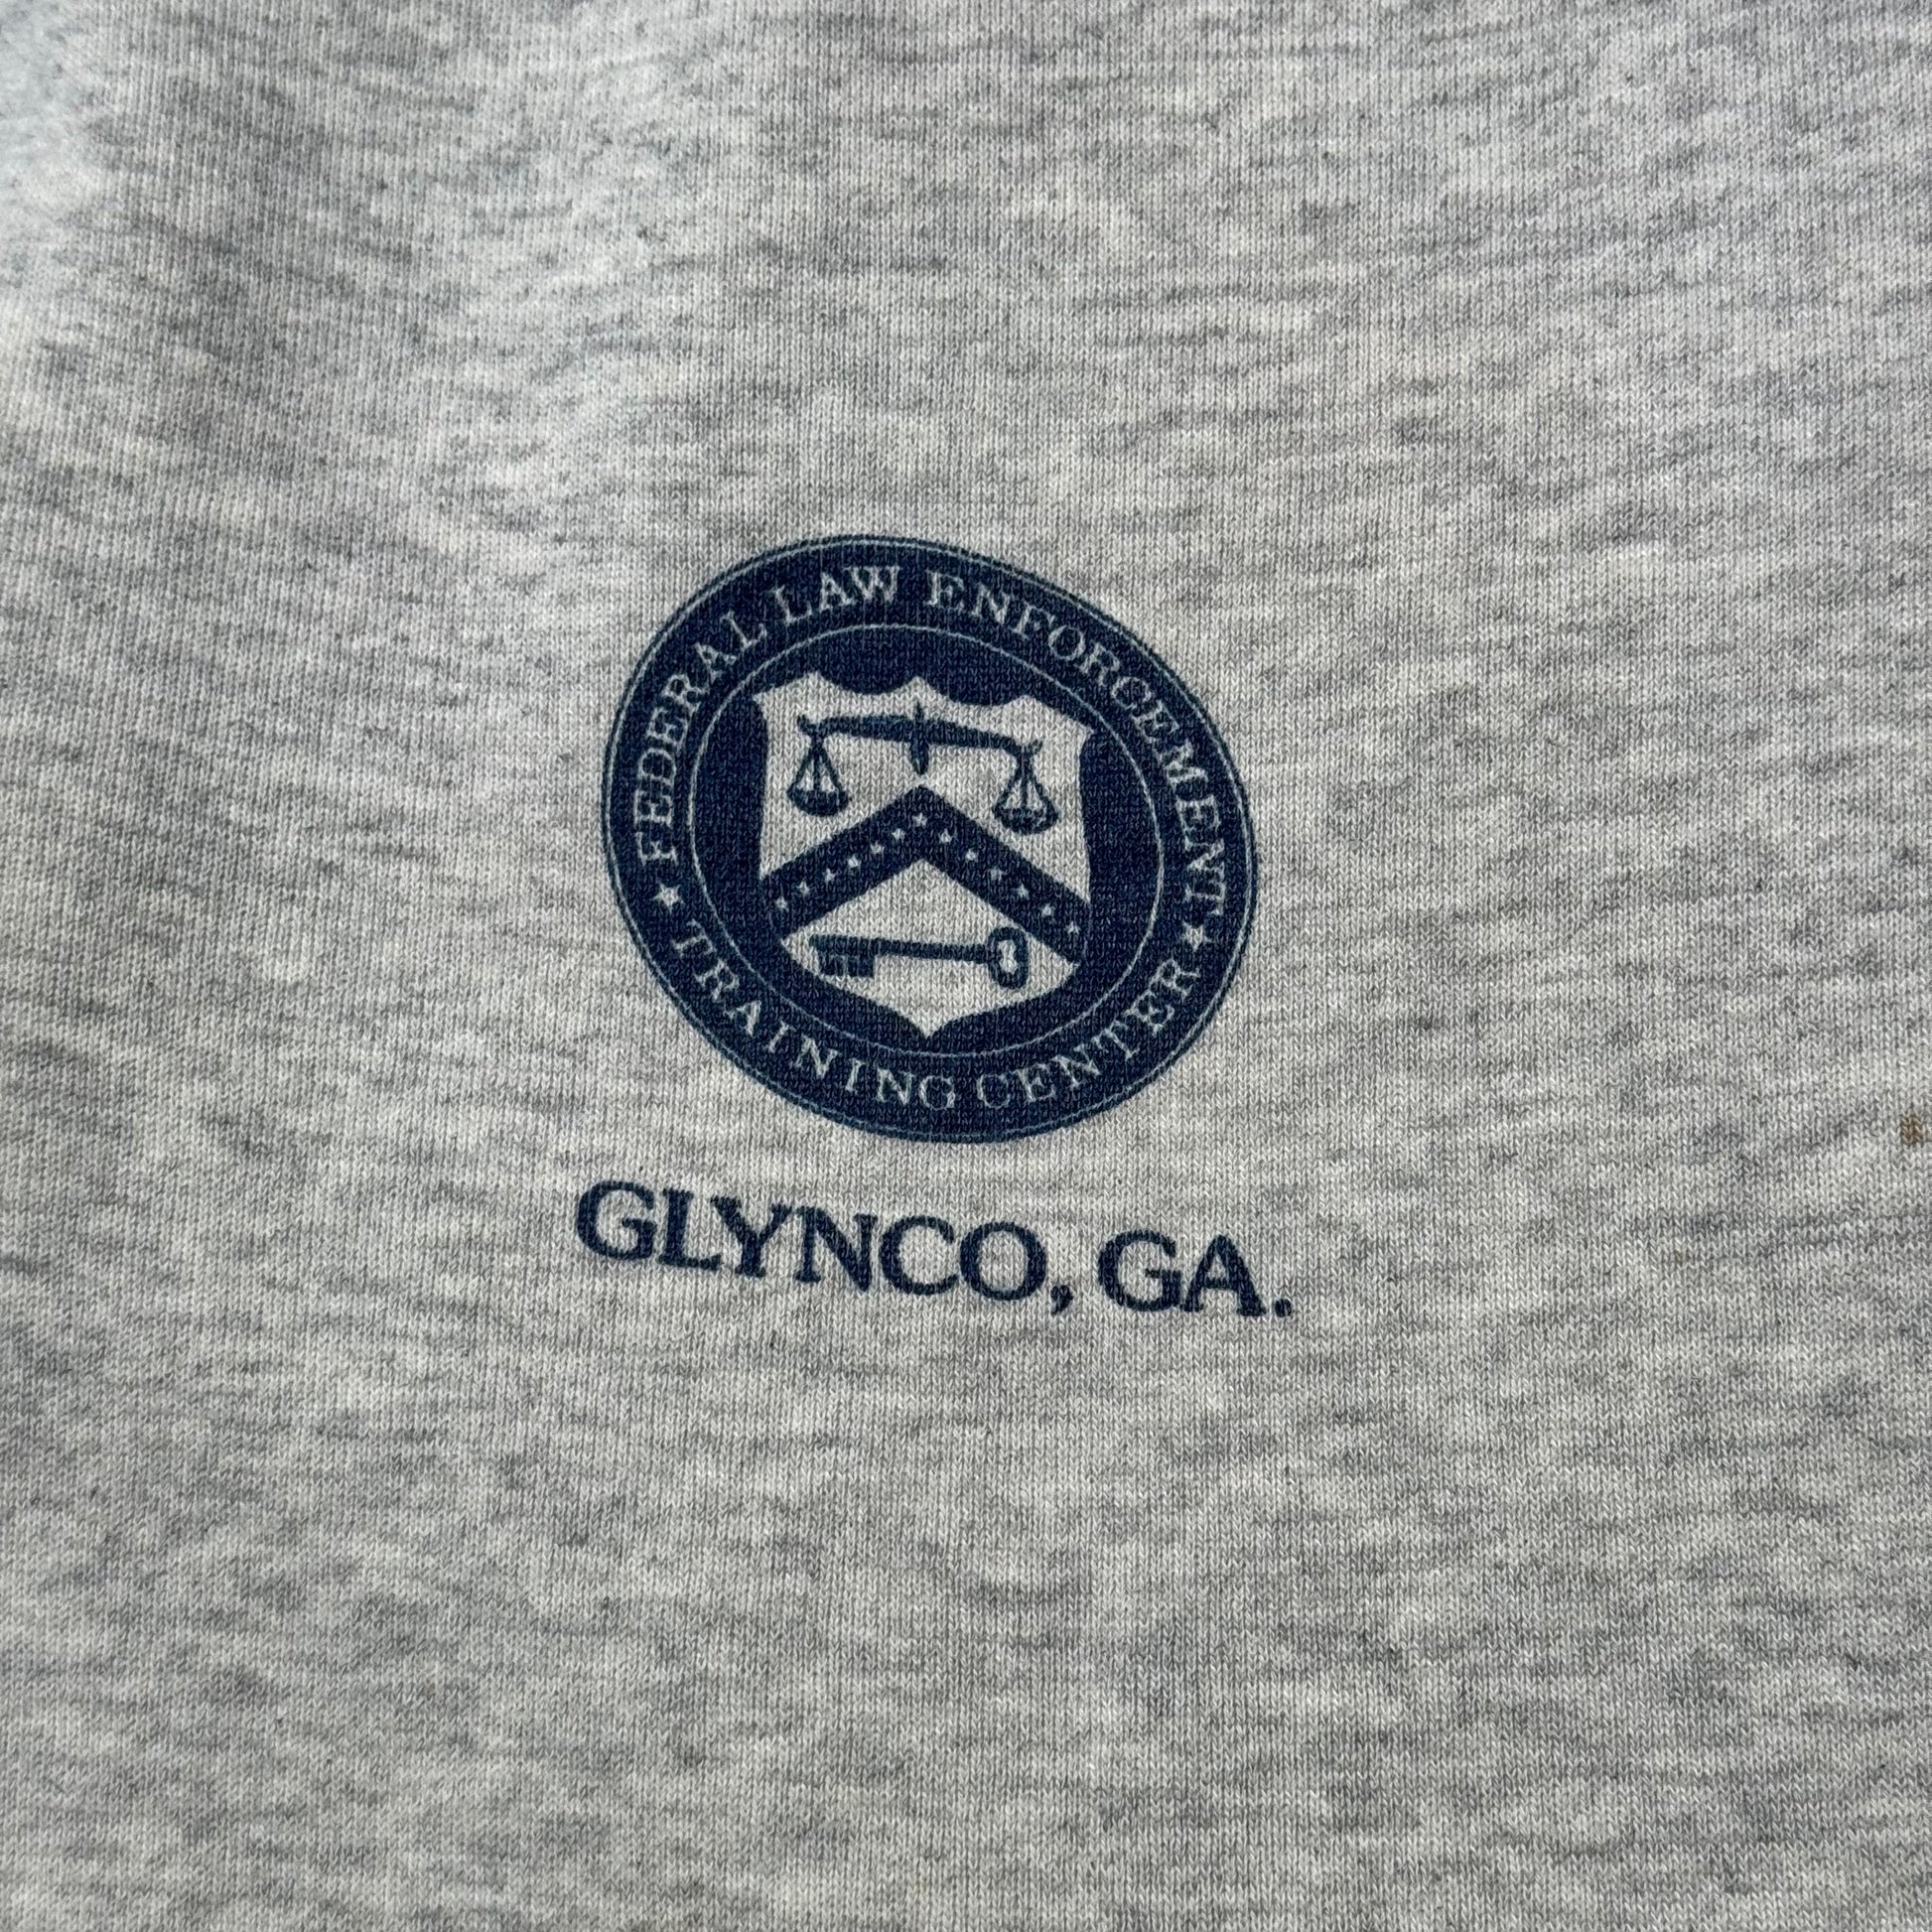 FEDERAL LAW ENFORCEMENT
★ TRAINING CENTER ★
GLYNCO, GA.